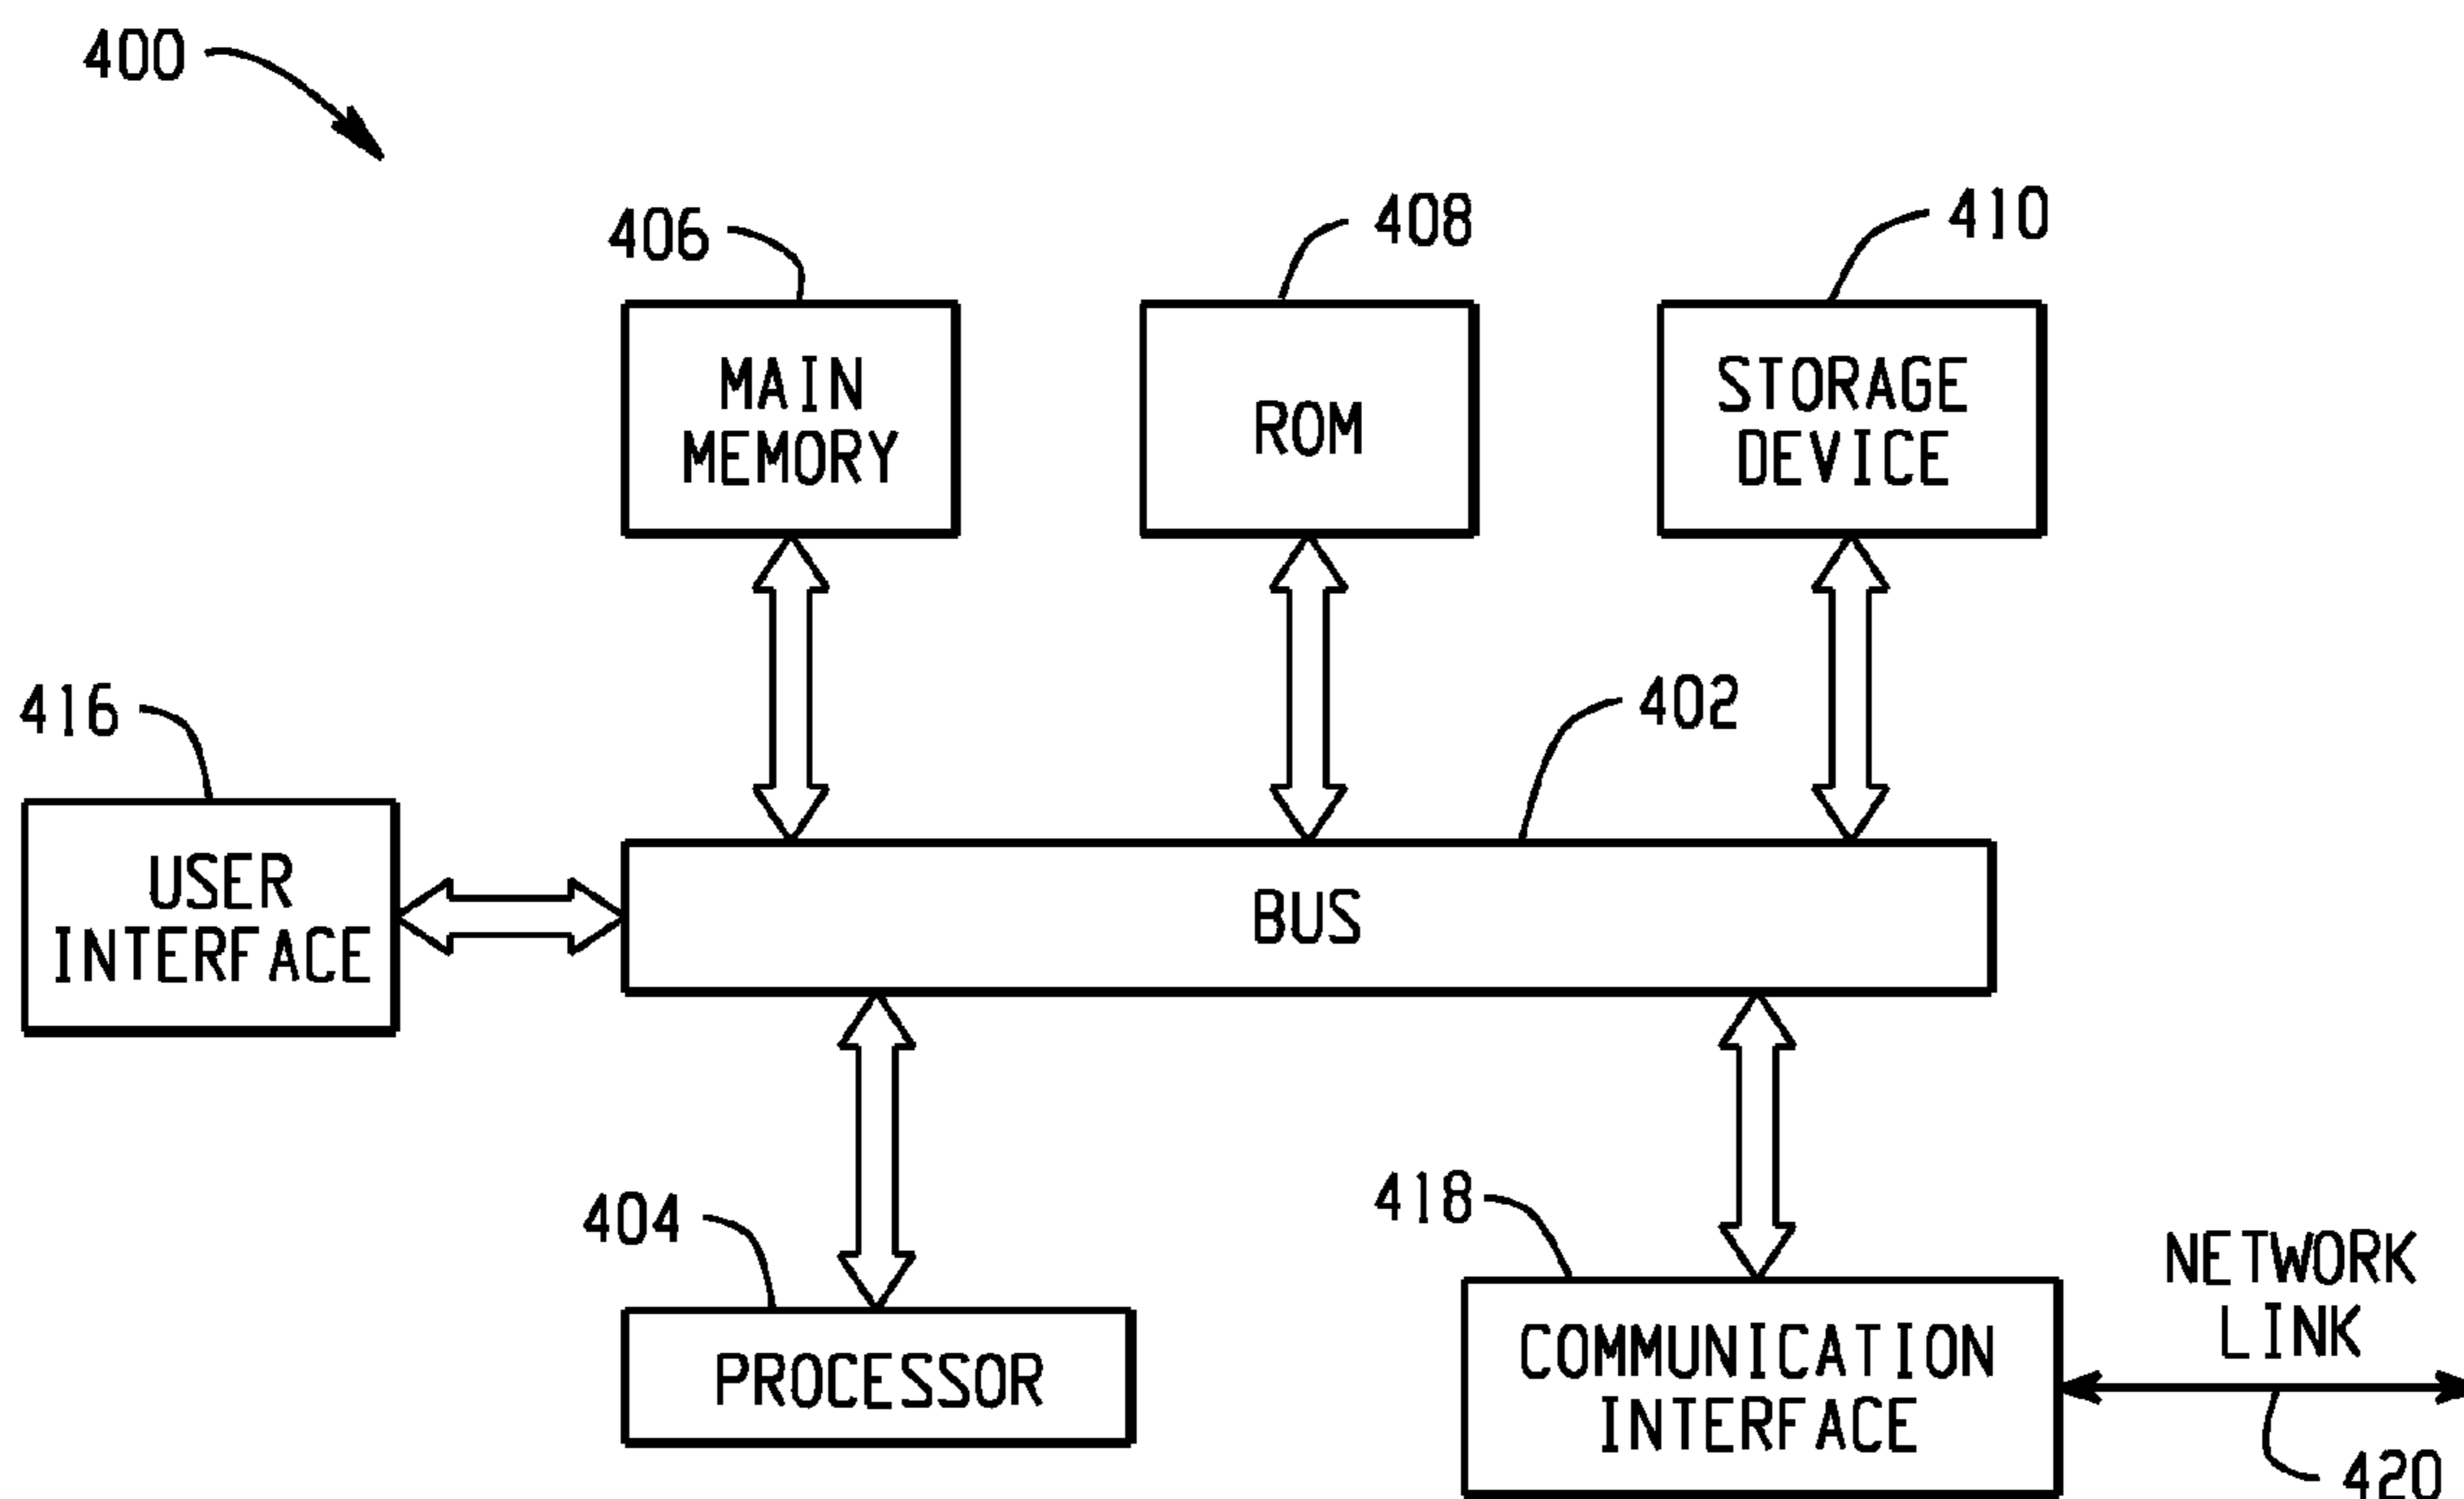 400
406
408
410
MAIN
MEMORY
ROM
STORAGE
DEVICE
416
402
USER
INTERFACE
BUS
404
418
NETWORK
LINK
PROCESSOR
COMMUNICATION
INTERFACE
420